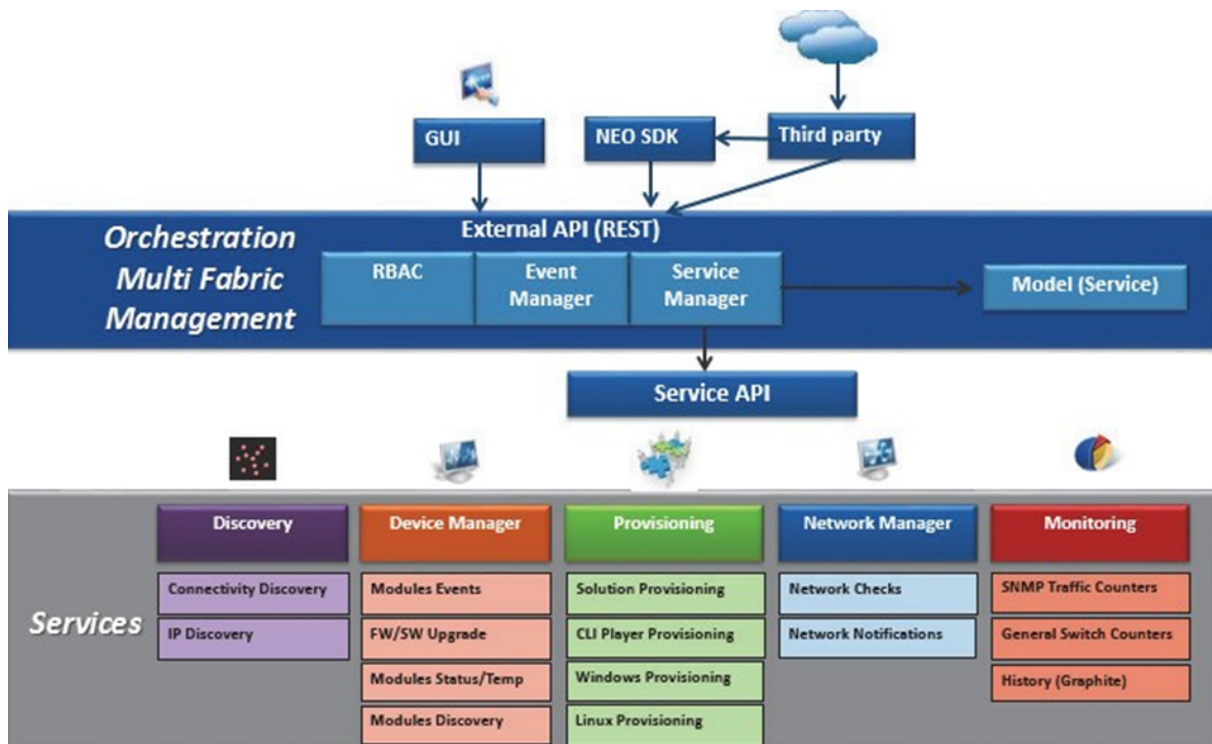 GUI
NEO SDK
Third party
Orchestration
Multi Fabric
Management
External API (REST)
RBAC
Event
Manager
Service
Manager
Model (Service)
Service API
Services
Discovery
Connectivity Discovery
IP Discovery
Device Manager
Modules Events
FW/SW Upgrade
Modules Status/Temp
Modules Discovery
Provisioning
Solution Provisioning
CLI Player Provisioning
Windows Provisioning
Linux Provisioning
Network Manager
Network Checks
Network Notifications
Monitoring
SNMP Traffic Counters
General Switch Counters
History (Graphite)